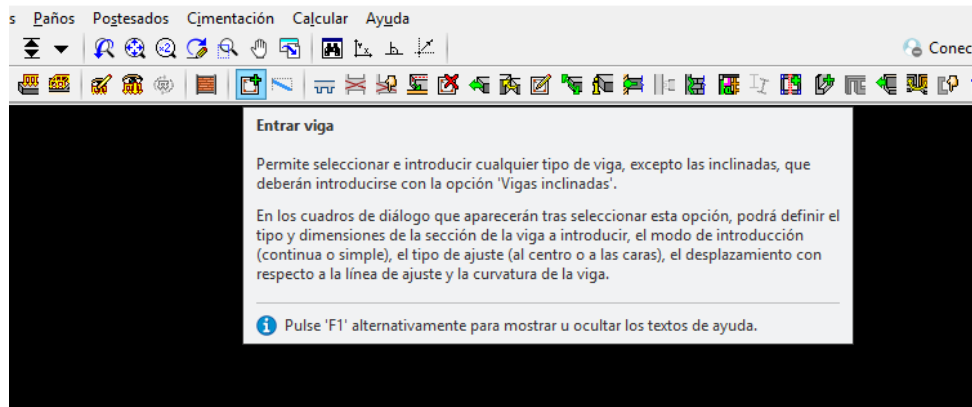 s Paños Postesados Cimentación Calcular Ayuda
x2
Conec
Entrar viga
Permite seleccionar e introducir cualquier tipo de viga, excepto las inclinadas, que
deberán introducirse con la opción 'Vigas inclinadas'.
En los cuadros de diálogo que aparecerán tras seleccionar esta opción, podrá definir el
tipo y dimensiones de la sección de la viga a introducir, el modo de introducción
(continua o simple), el tipo de ajuste (al centro o a las caras), el desplazamiento con
respecto a la línea de ajuste y la curvatura de la viga.
Pulse 'F1' alternativamente para mostrar u ocultar los textos de ayuda.